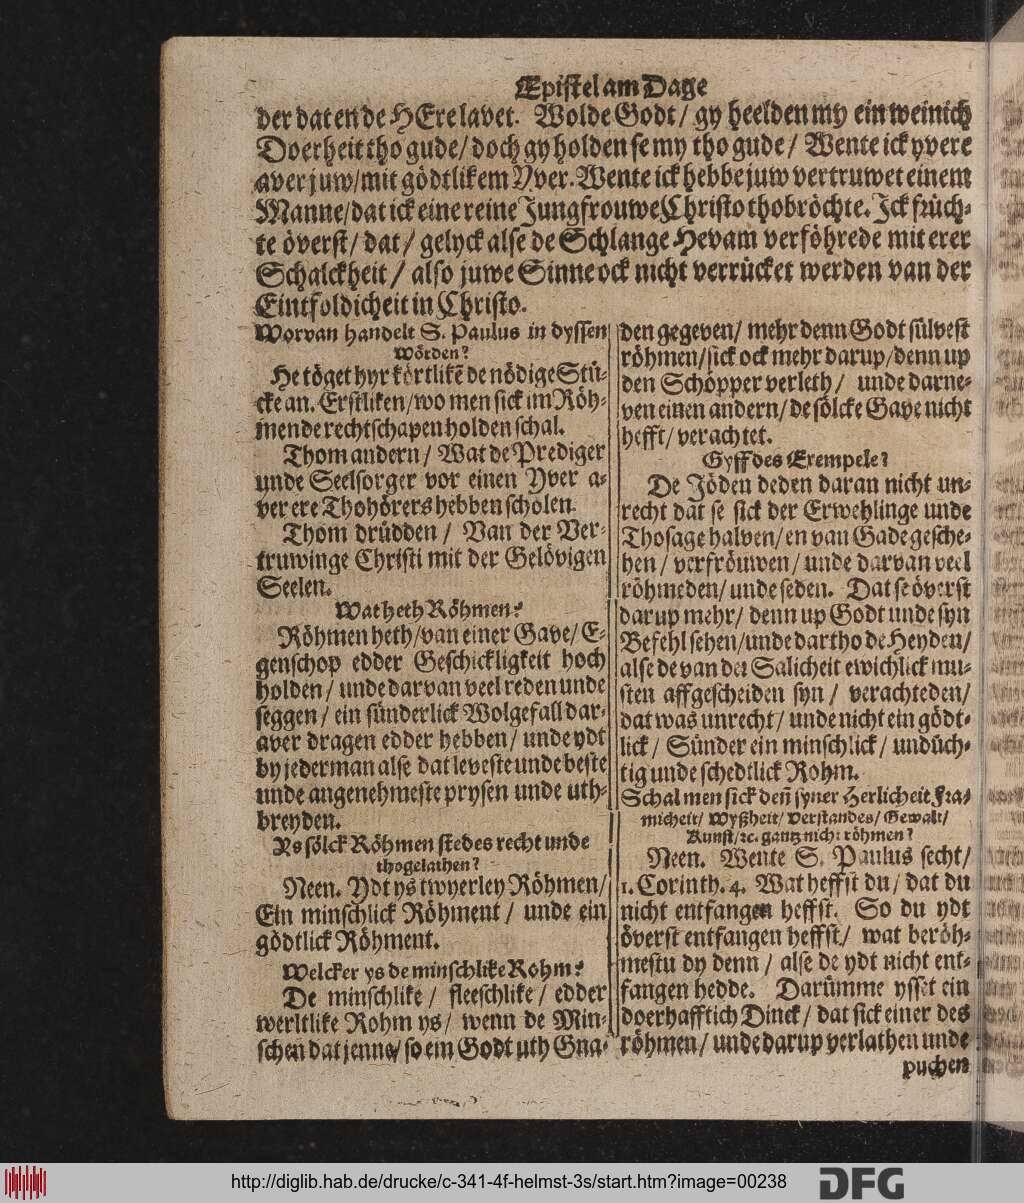 Epistel am Dage
der dat en de HEre lavet. Wolde Godt / gy heelden my ein weinich
Doerheit tho gude / doch gy holden se my tho gude / Wente ick yvere
aver juw / mit gödtlikem Yver. Wente ick hebbe juw vertruwet einem
Manne / dat ick eine reine Jungfrouwe Christo thobröchte. Ick früch-
te överst / dat / gelyck alse de Schlange Hevam verföhrede mit erer
Schalckheit / also juwe Sinne ock nicht verrücket werden van der
Eintfoldicheit in Christo.
Worvan handelt S. Paulus in dyssen
Wörden?
He töget hyr körtlikē de nödige Stü-
cke an. Erstliken / wo men sick im Röh-
mende rechtschapen holden schal.
Thom andern / Wat de Prediger
unde Seelsorger vor einen Yver a-
ver ere Thohörers hebben schölen.
Thom drüdden / Van der Ver-
truwinge Christi mit der Gelövigen
Seelen.
Wat heth Röhmen?
Röhmen heth / van einer Gave / E-
genschop edder Geschickligkeit hoch
holden / unde darvan veel reden unde
seggen / ein sünderlick Wolgefall dar-
aver dragen edder hebben / unde ydt
by jederman alse dat leveste unde beste
unde angenehmeste prysen unde uth-
breyden.
Ys sölck Röhmen stedes recht unde
thogelathen?
Neen. Ydt ys twyerley Röhmen /
Ein minschlick Röhment / unde ein
gödtlick Röhment.
Welcker ys de minschlike Rohm?
De minschlike / fleeschlike / edder
werltlike Rohm ys / wenn de Min-
schen dat jenne / so em Godt uth Gna-
den gegeven / mehr denn Godt sülvest
röhmen / sick ock mehr darup / denn up
den Schöpper verleth / unde darne-
ven einen andern / de sölcke Gave nicht
hefft / verachtet.
Gyff des Exempele?
De Jöden deden daran nicht un-
recht dat se sick der Erwehlinge unde
Thosage halven / en van Gade gesche-
hen / verfröuwen / unde darvan veel
röhmeden / unde seden. Dat se överst
darup mehr / denn up Godt unde syn
Befehl sehen / unde dartho de Heyden /
alse de van der Salicheit ewichlick mu-
sten affgescheiden syn / verachteden /
dat was unrecht / unde nicht ein gödt-
lick / Sünder ein minschlick / undüch-
tig unde schedtlick Rohm.
Schal men sick den̄ syner Herlicheit Fra-
micheit / Wyßheit / Verstandes / Gewalt /
Kunst / ꝛc. gantz nicht röhmen?
Neen. Wente S. Paulus secht /
1. Corinth. 4. Wat heffst du / dat du
nicht entfangen heffst. So du ydt
överst entfangen heffst / wat beröh-
mestu dy denn / alse de ydt nicht ent-
fangen hedde. Darümme ysset ein
doerhafftich Dinck / dat sick einer des
röhmen / unde darup verlathen unde
puchen
http://diglib.hab.de/drucke/c-341-4f-helmst-3s/start.htm?image=00238
DFG